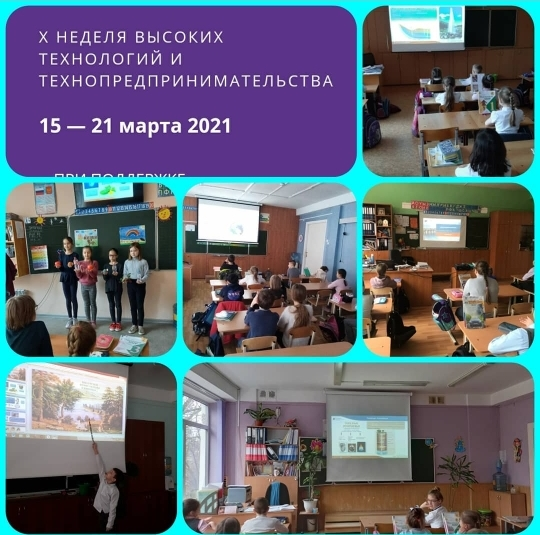 X НЕДЕЛЯ ВЫСОКИХ
ТЕХНОЛОГИЙ И
ТЕХНОПРЕДПРИНИМАТЕЛЬСТВА
15 — 21 марта 2021
ПРИ ПОДДЕРЖКЕ